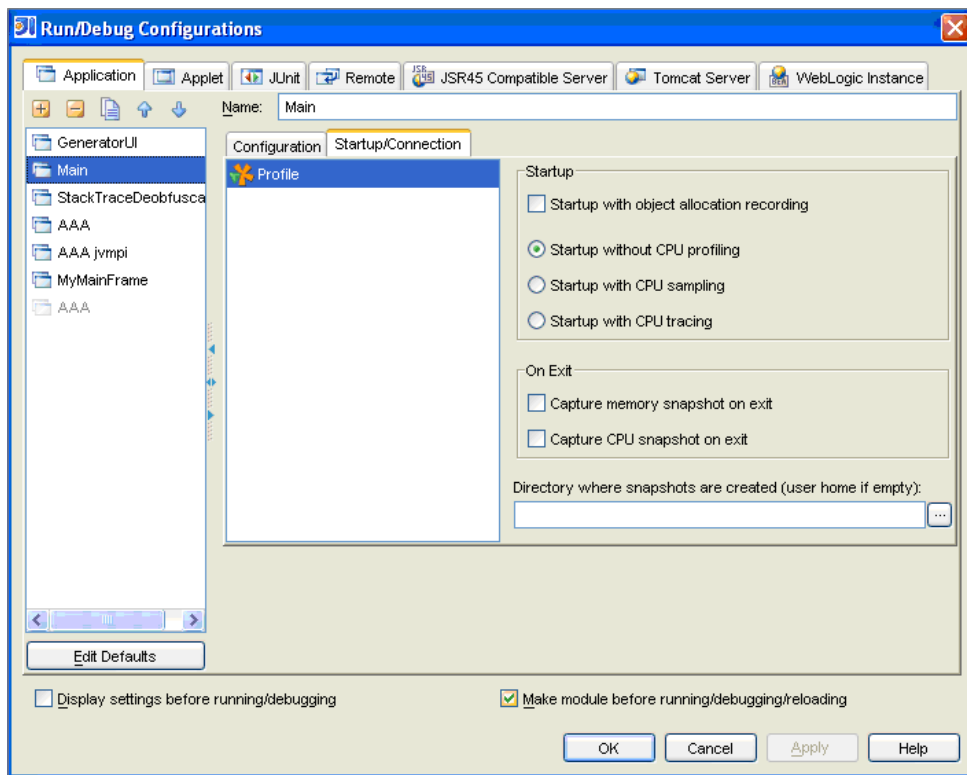 Run/Debug Configurations
Application Applet JUnit Remote JSR45 Compatible Server Tomcat Server WebLogic Instance
Name: Main
GeneratorUI
Main
StackTraceDeobfusca
AAA
AAA jvmpi
MyMainFrame
AAA
Configuration Startup/Connection
Profile
Startup
Startup with object allocation recording
Startup without CPU profiling
Startup with CPU sampling
Startup with CPU tracing
On Exit
Capture memory snapshot on exit
Capture CPU snapshot on exit
Directory where snapshots are created (user home if empty):
...
Edit Defaults
Display settings before running/debugging
Make module before running/debugging/reloading
OK Cancel Apply Help